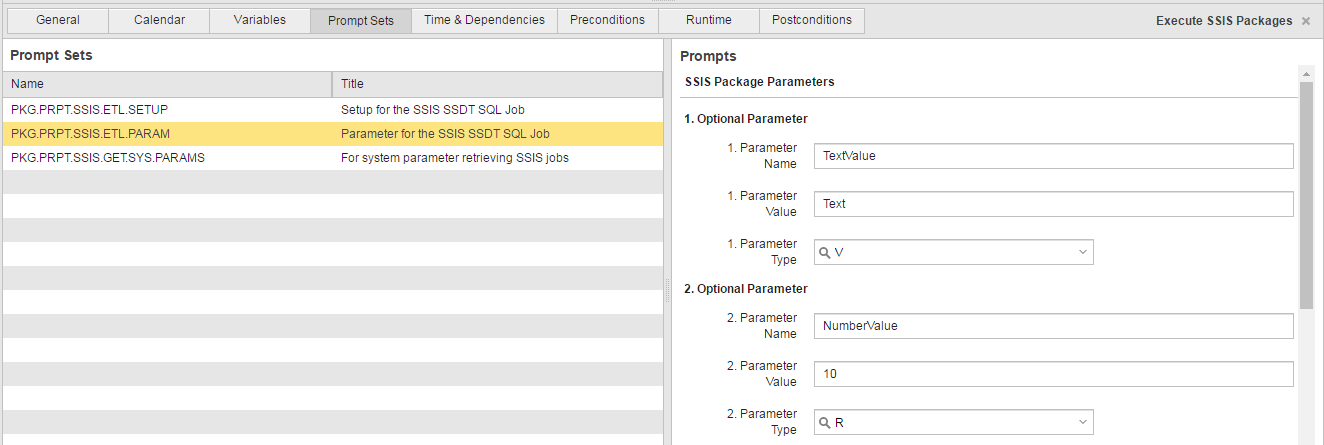 General Calendar Variables Prompt Sets Time & Dependencies Preconditions Runtime Postconditions Execute SSIS Packages ×
Prompt Sets
Name Title
PKG.PRPT.SSIS.ETL.SETUP Setup for the SSIS SSDT SQL Job
PKG.PRPT.SSIS.ETL.PARAM Parameter for the SSIS SSDT SQL Job
PKG.PRPT.SSIS.GET.SYS.PARAMS For system parameter retrieving SSIS jobs
Prompts
SSIS Package Parameters
1. Optional Parameter
1. Parameter
Name TextValue
1. Parameter
Value Text
1. Parameter
Type V
2. Optional Parameter
2. Parameter
Name NumberValue
2. Parameter
Value 10
2. Parameter
Type R